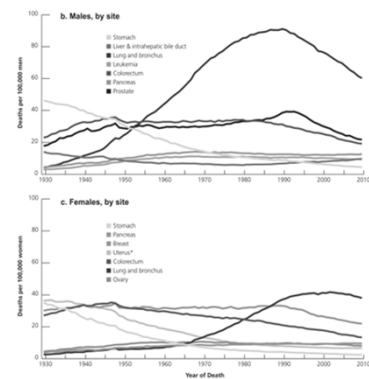 100
b. Males, by site
80
60
40
20
0
Deaths per 100,000 men
Stomach
Liver & intrahepatic bile duct
Lung and bronchus
Leukemia
Colorectum
Pancreas
Prostate
1930 1940 1950 1960 1970 1980 1990 2000 2010
100
c. Females, by site
80
60
40
20
0
Deaths per 100,000 women
Stomach
Pancreas
Breast
Uterus*
Colorectum
Lung and bronchus
Ovary
1930 1940 1950 1960 1970 1980 1990 2000 2010
Year of Death